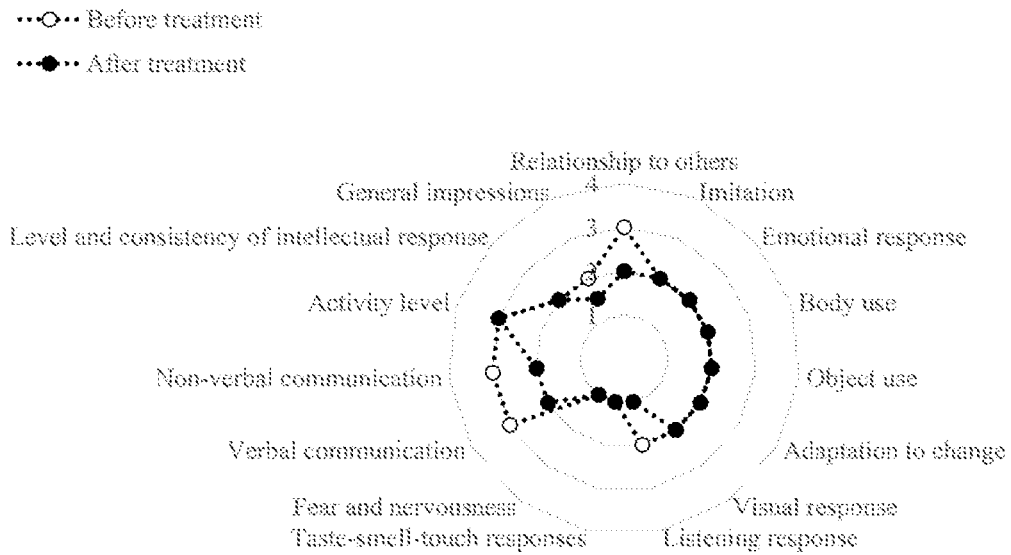 Before treatment
After treatment
Relationship to others
4
General impressions
Imitation
3
Level and consistency of intellectual response
Emotional response
2
Activity level
1
Body use
Non-verbal communication
Object use
Verbal communication
Adaptation to change
Fear and nervousness
Visual response
Taste-smell-touch responses
Listening response